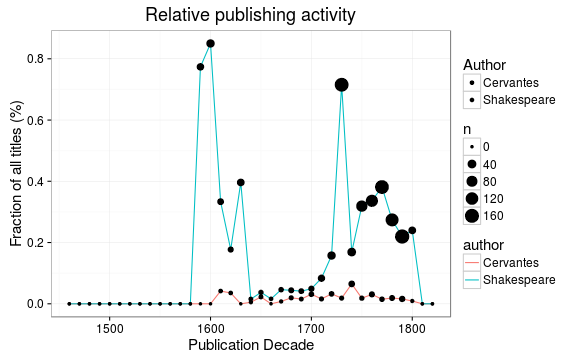 Relative publishing activity
Fraction of all titles (%)
0.8
0.6
0.4
0.2
0.0
1500
1600
1700
1800
Publication Decade
Author
Cervantes
Shakespeare
n
0
40
80
120
160
author
Cervantes
Shakespeare